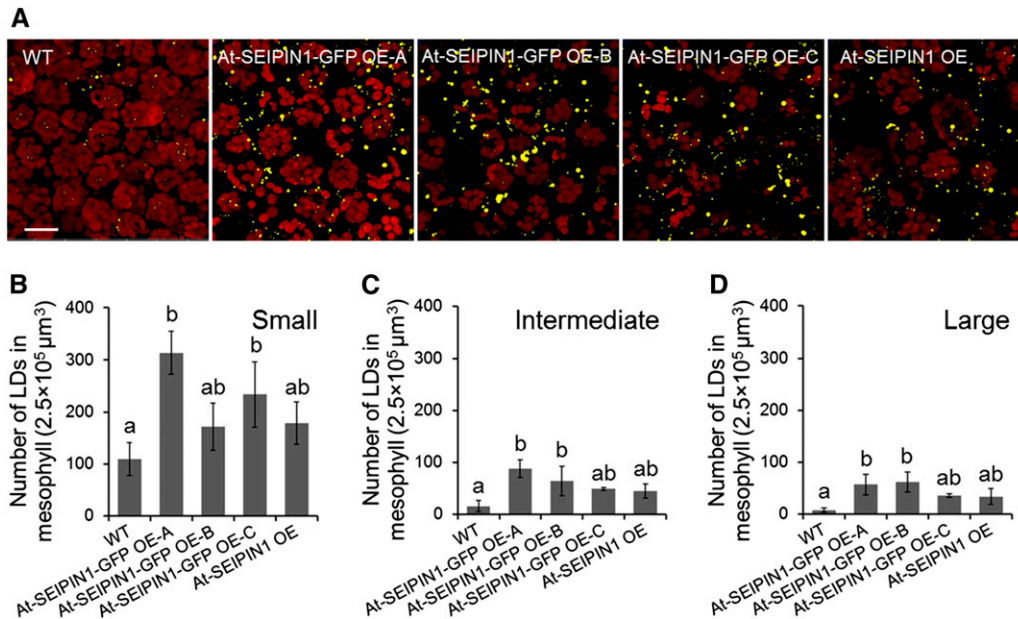 A
WT
At-SEIPIN1-GFP OE-A
At-SEIPIN1-GFP OE-B
At-SEIPIN1-GFP OE-C
At-SEIPIN1 OE
B
Number of LDs in
mesophyll (2.5×10⁵ µm³)
400
300
200
100
0
Small
a
b
ab
b
ab
WT
At-SEIPIN1-GFP OE-A
At-SEIPIN1-GFP OE-B
At-SEIPIN1-GFP OE-C
At-SEIPIN1 OE
C
Number of LDs in
mesophyll (2.5×10⁵ µm³)
400
300
200
100
0
Intermediate
a
b
b
ab
ab
WT
At-SEIPIN1-GFP OE-A
At-SEIPIN1-GFP OE-B
At-SEIPIN1-GFP OE-C
At-SEIPIN1 OE
D
Number of LDs in
mesophyll (2.5×10⁵ µm³)
400
300
200
100
0
Large
a
b
b
ab
ab
WT
At-SEIPIN1-GFP OE-A
At-SEIPIN1-GFP OE-B
At-SEIPIN1-GFP OE-C
At-SEIPIN1 OE